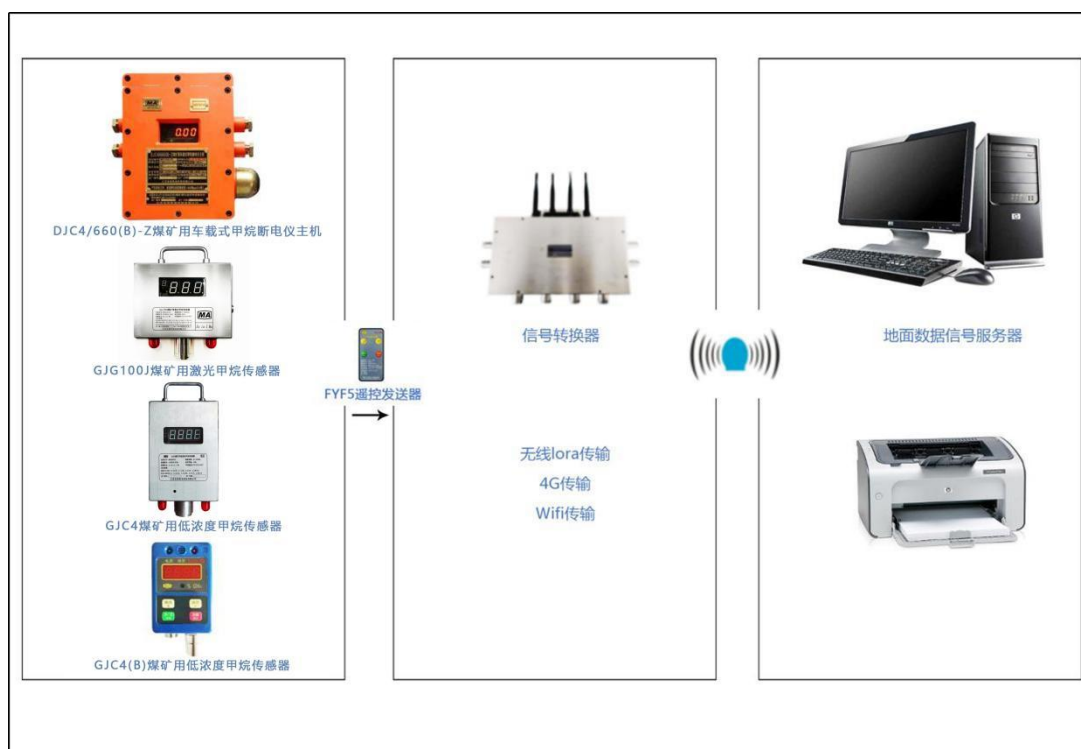 MA
0.00
DJC4/660(B)-Z煤矿用车载式甲烷断电仪主机
MA
GJG100J煤矿用激光甲烷传感器
GJC4煤矿用低浓度甲烷传感器
GJC4(B)煤矿用低浓度甲烷传感器
FYF5遥控发送器
信号转换器
无线lora传输
4G传输
Wifi传输
地面数据信号服务器